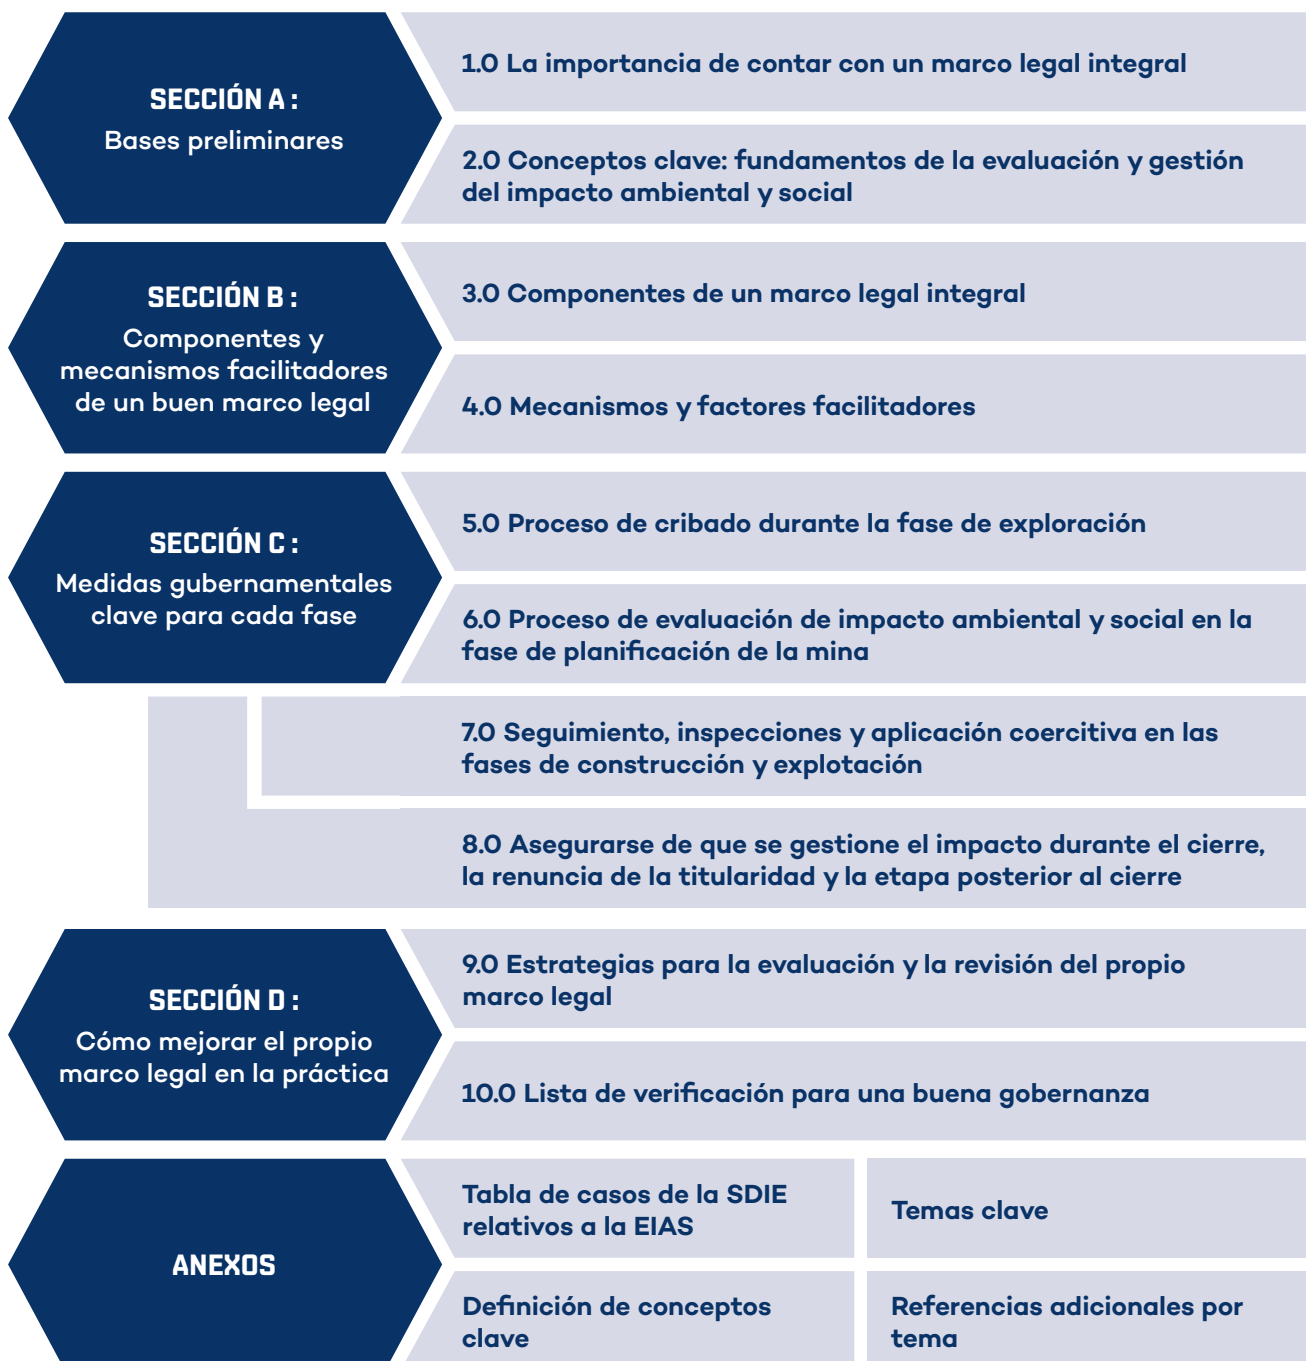 SECCIÓN A :
Bases preliminares
1.0 La importancia de contar con un marco legal integral
2.0 Conceptos clave: fundamentos de la evaluación y gestión
del impacto ambiental y social
SECCIÓN B :
Componentes y
mecanismos facilitadores
de un buen marco legal
3.0 Componentes de un marco legal integral
4.0 Mecanismos y factores facilitadores
SECCIÓN C :
Medidas gubernamentales
clave para cada fase
5.0 Proceso de cribado durante la fase de exploración
6.0 Proceso de evaluación de impacto ambiental y social en la
fase de planificación de la mina
7.0 Seguimiento, inspecciones y aplicación coercitiva en las
fases de construcción y explotación
8.0 Asegurarse de que se gestione el impacto durante el cierre,
la renuncia de la titularidad y la etapa posterior al cierre
SECCIÓN D :
Cómo mejorar el propio
marco legal en la práctica
9.0 Estrategias para la evaluación y la revisión del propio
marco legal
10.0 Lista de verificación para una buena gobernanza
ANEXOS
Tabla de casos de la SDIE
relativos a la EIAS
Temas clave
Definición de conceptos
clave
Referencias adicionales por
tema